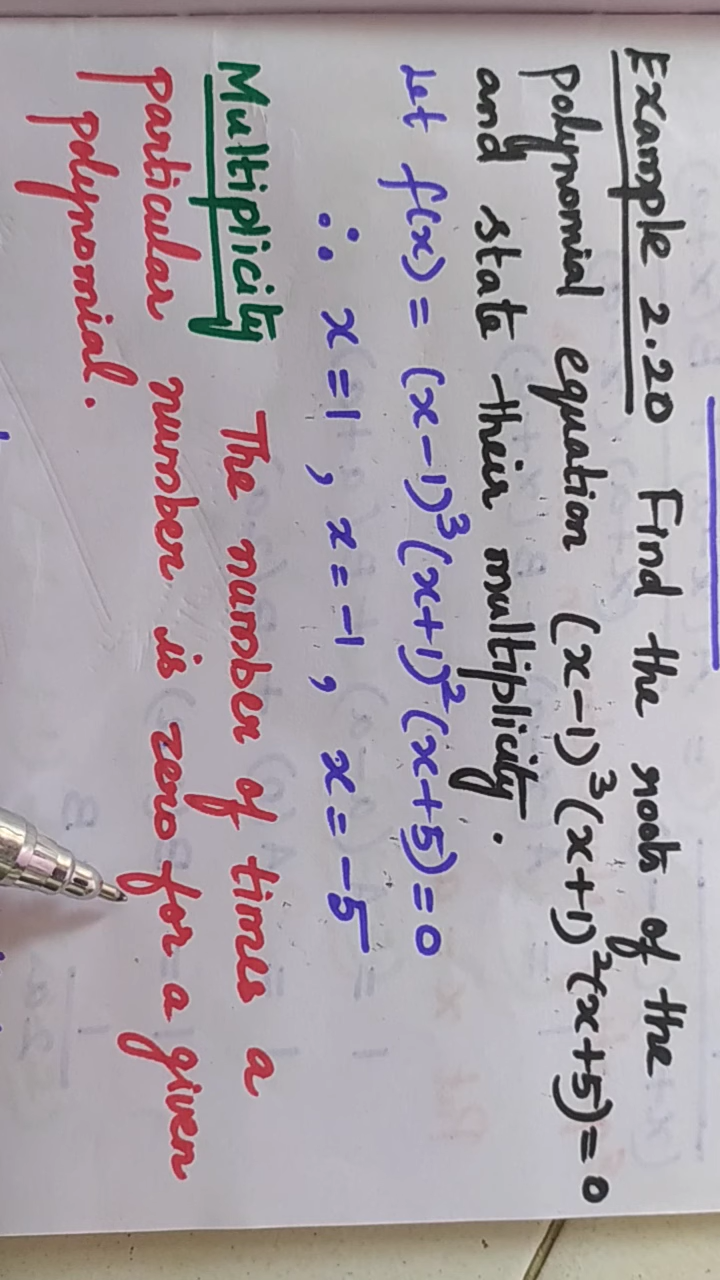 Example 2.20 Find the roots of the
polynomial equation (x-1)³(x+1)²(x+5)=0
and state their multiplicity.
Let f(x) = (x-1)³(x+1)²(x+5)=0
∴ x=1, x=-1, x=-5
Multiplicity The number of times a
particular number is zero for a given
polynomial.